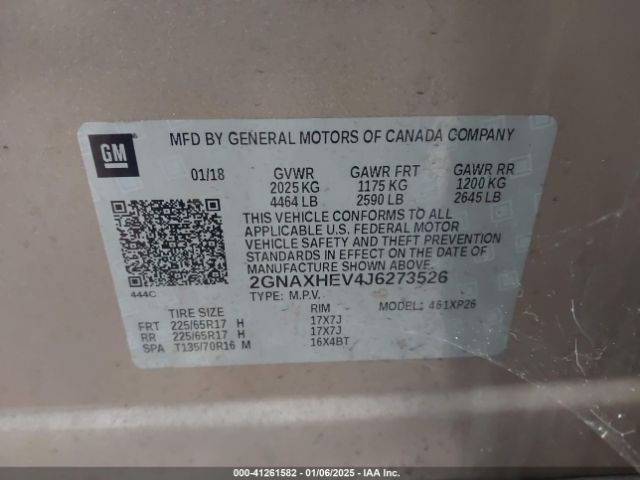 GM
MFD BY GENERAL MOTORS OF CANADA COMPANY
01/18 GVWR GAWR FRT GAWR RR
2025 KG 1175 KG 1200 KG
4464 LB 2590 LB 2645 LB
THIS VEHICLE CONFORMS TO ALL
APPLICABLE U.S. FEDERAL MOTOR
VEHICLE SAFETY AND THEFT PREVENTION
STANDARDS IN EFFECT ON THE DATE OF
MANUFACTURE SHOWN ABOVE.
2GNAXHEV4J6273526
444C
TYPE: M.P.V. MODEL: 461XP26
TIRE SIZE RIM
FRT 225/65R17 H 17X7J
RR 225/65R17 H 17X7J
SPA T135/70R16 M 16X4BT
000-41261582 - 01/06/2025 - IAAI.COM